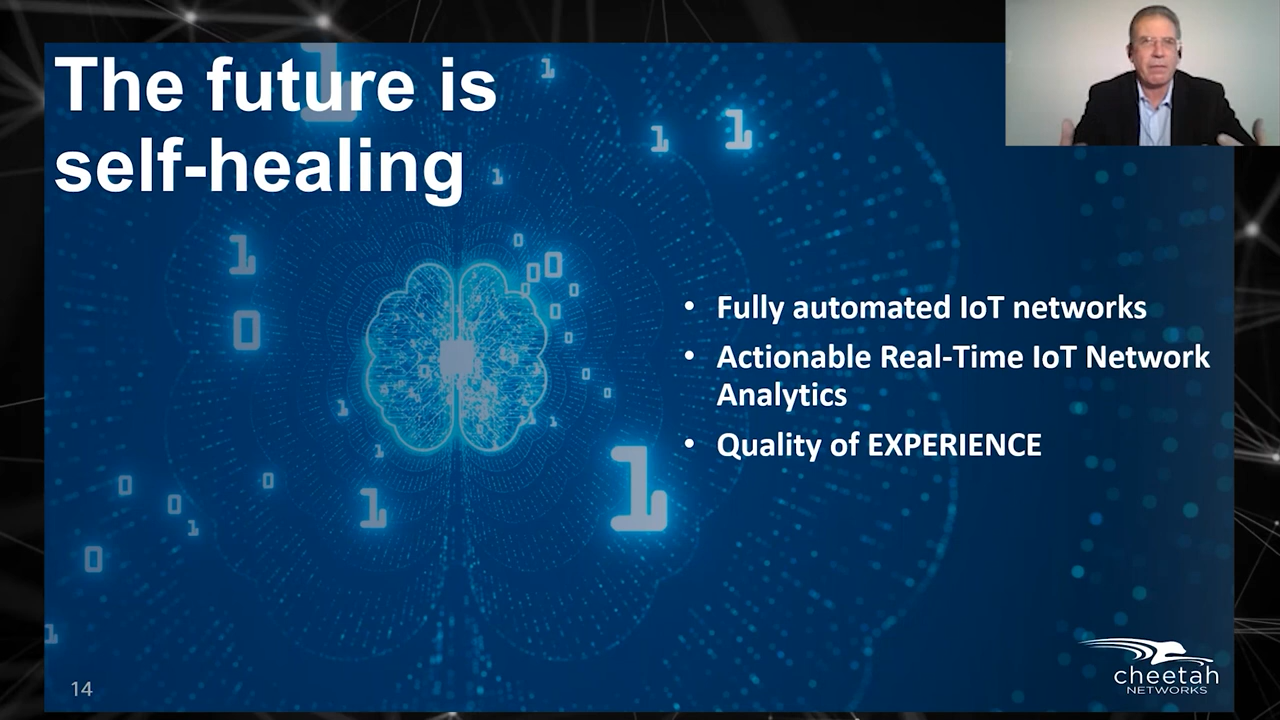 The future is
self-healing
• Fully automated IoT networks
• Actionable Real-Time IoT Network
Analytics
• Quality of EXPERIENCE
14
cheetah
NETWORKS